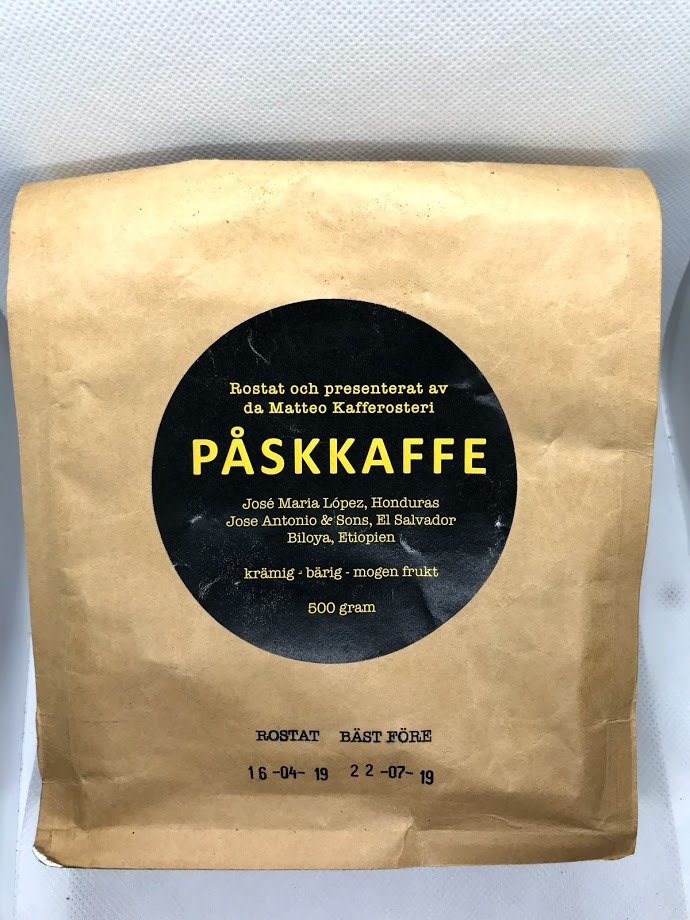 Rostat och presenterat av
da Matteo Kafferosteri
PÅSKKAFFE
José Maria López, Honduras
Jose Antonio & Sons, El Salvador
Biloya, Etiopien
krämig - bärig - mogen frukt
500 gram
ROSTAT BÄST FÖRE
16-04-19 22-07-19